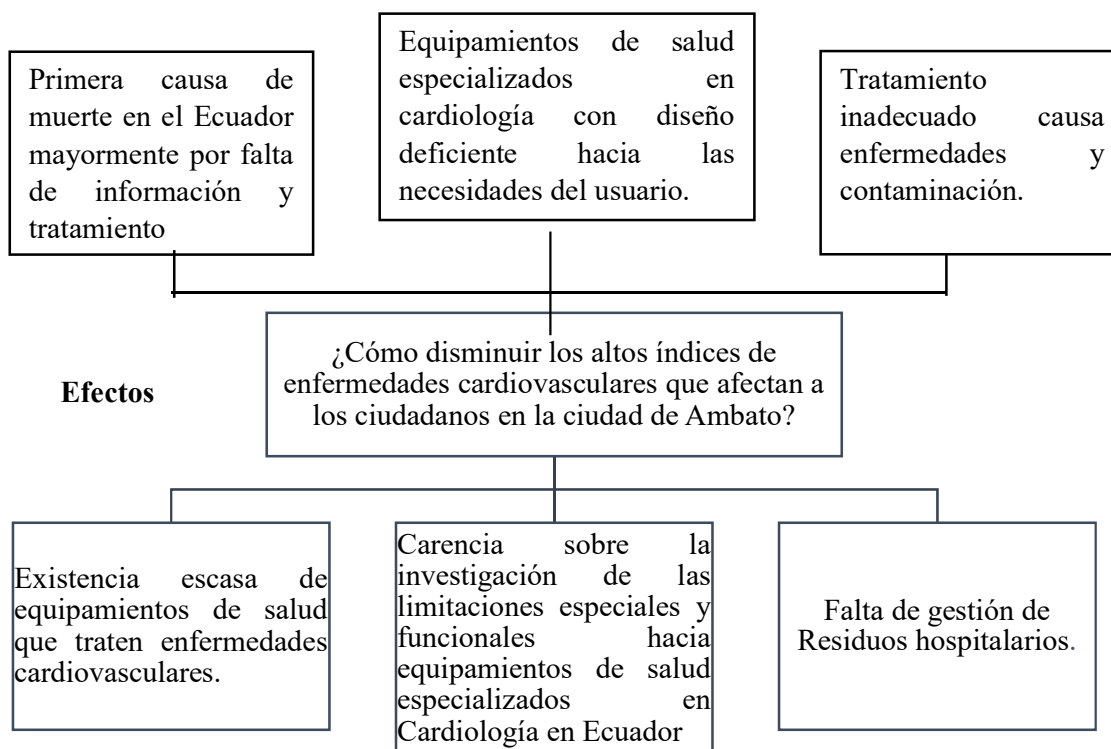 Primera causa de
muerte en el Ecuador
mayormente por falta
de información y
tratamiento
Equipamientos de salud
especializados en
cardiología con diseño
deficiente hacia las
necesidades del usuario.
Tratamiento
inadecuado causa
enfermedades y
contaminación.
¿Cómo disminuir los altos índices de
enfermedades cardiovasculares que afectan a
los ciudadanos en la ciudad de Ambato?
Efectos
Existencia escasa de
equipamientos de salud
que traten enfermedades
cardiovasculares.
Carencia sobre la
investigación de las
limitaciones especiales y
funcionales hacia
equipamientos de salud
especializados en
Cardiología en Ecuador
Falta de gestión de
Residuos hospitalarios.